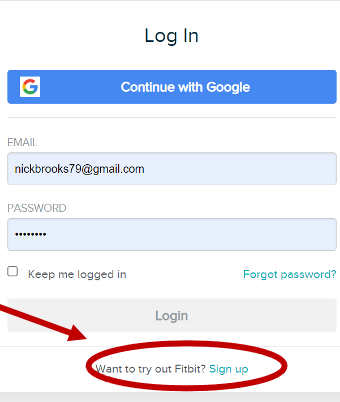 Log In
G Continue with Google
EMAIL
nickbrooks79@gmail.com
PASSWORD
••••••••
Keep me logged in Forgot password?
Login
Want to try out Fitbit? Sign up